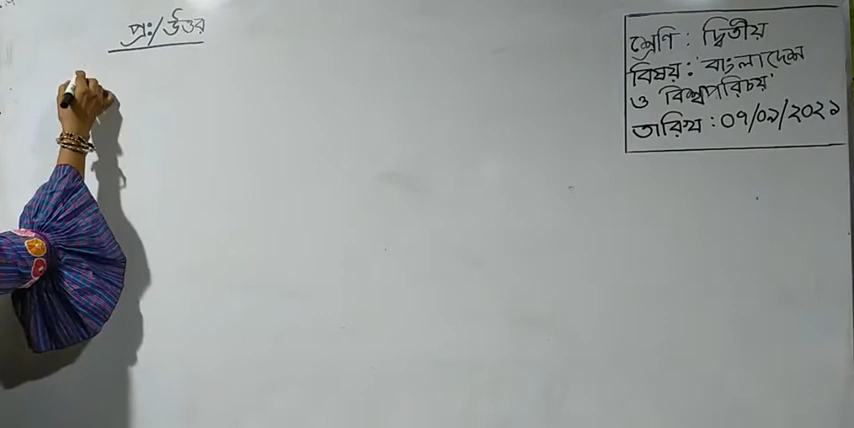 প্র:/উত্তর
শ্রেণি : দ্বিতীয়
বিষয় : 'বাংলাদেশ
ও বিশ্বপরিচয়'
তারিখ : ০৭/০৯/২০২১